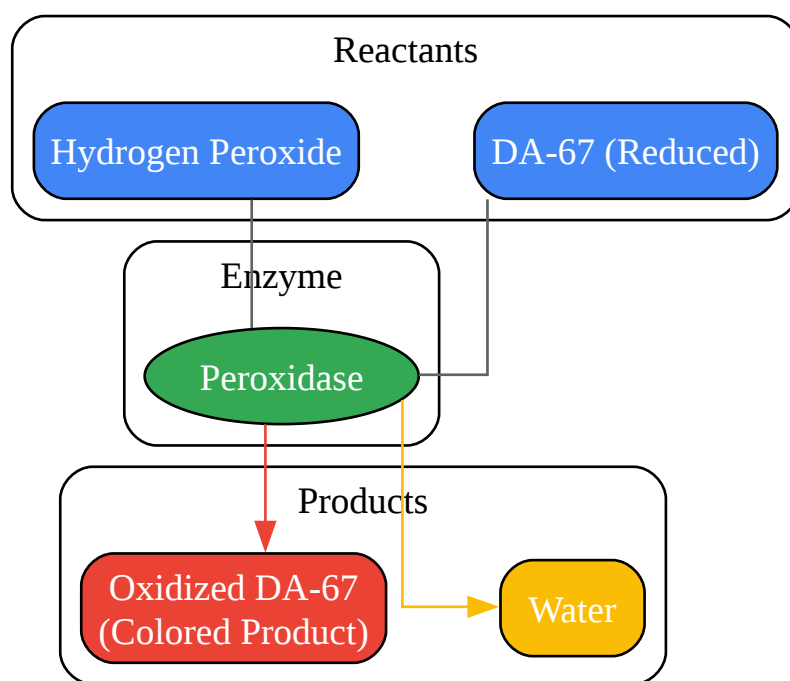 Reactants
Hydrogen Peroxide
DA-67 (Reduced)
Enzyme
Peroxidase
Products
Oxidized DA-67
(Colored Product)
Water